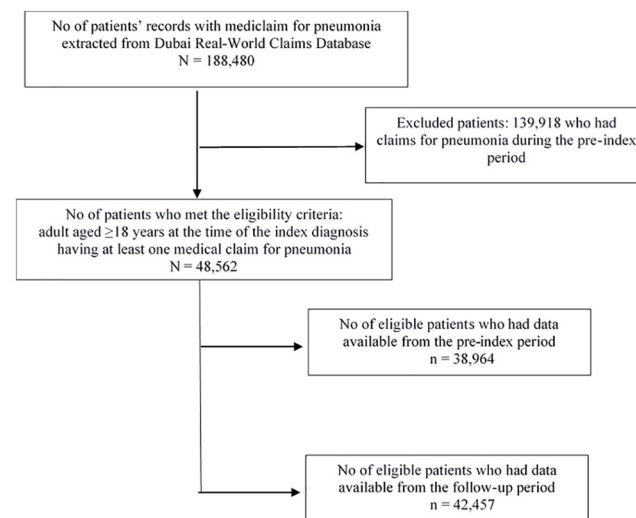 No of patients' records with mediclaim for pneumonia
extracted from Dubai Real-World Claims Database
N = 188,480
Excluded patients: 139,918 who had
claims for pneumonia during the pre-index
period
No of patients who met the eligibility criteria:
adult aged ≥18 years at the time of the index diagnosis
having at least one medical claim for pneumonia
N = 48,562
No of eligible patients who had data
available from the pre-index period
n = 38,964
No of eligible patients who had data
available from the follow-up period
n = 42,457